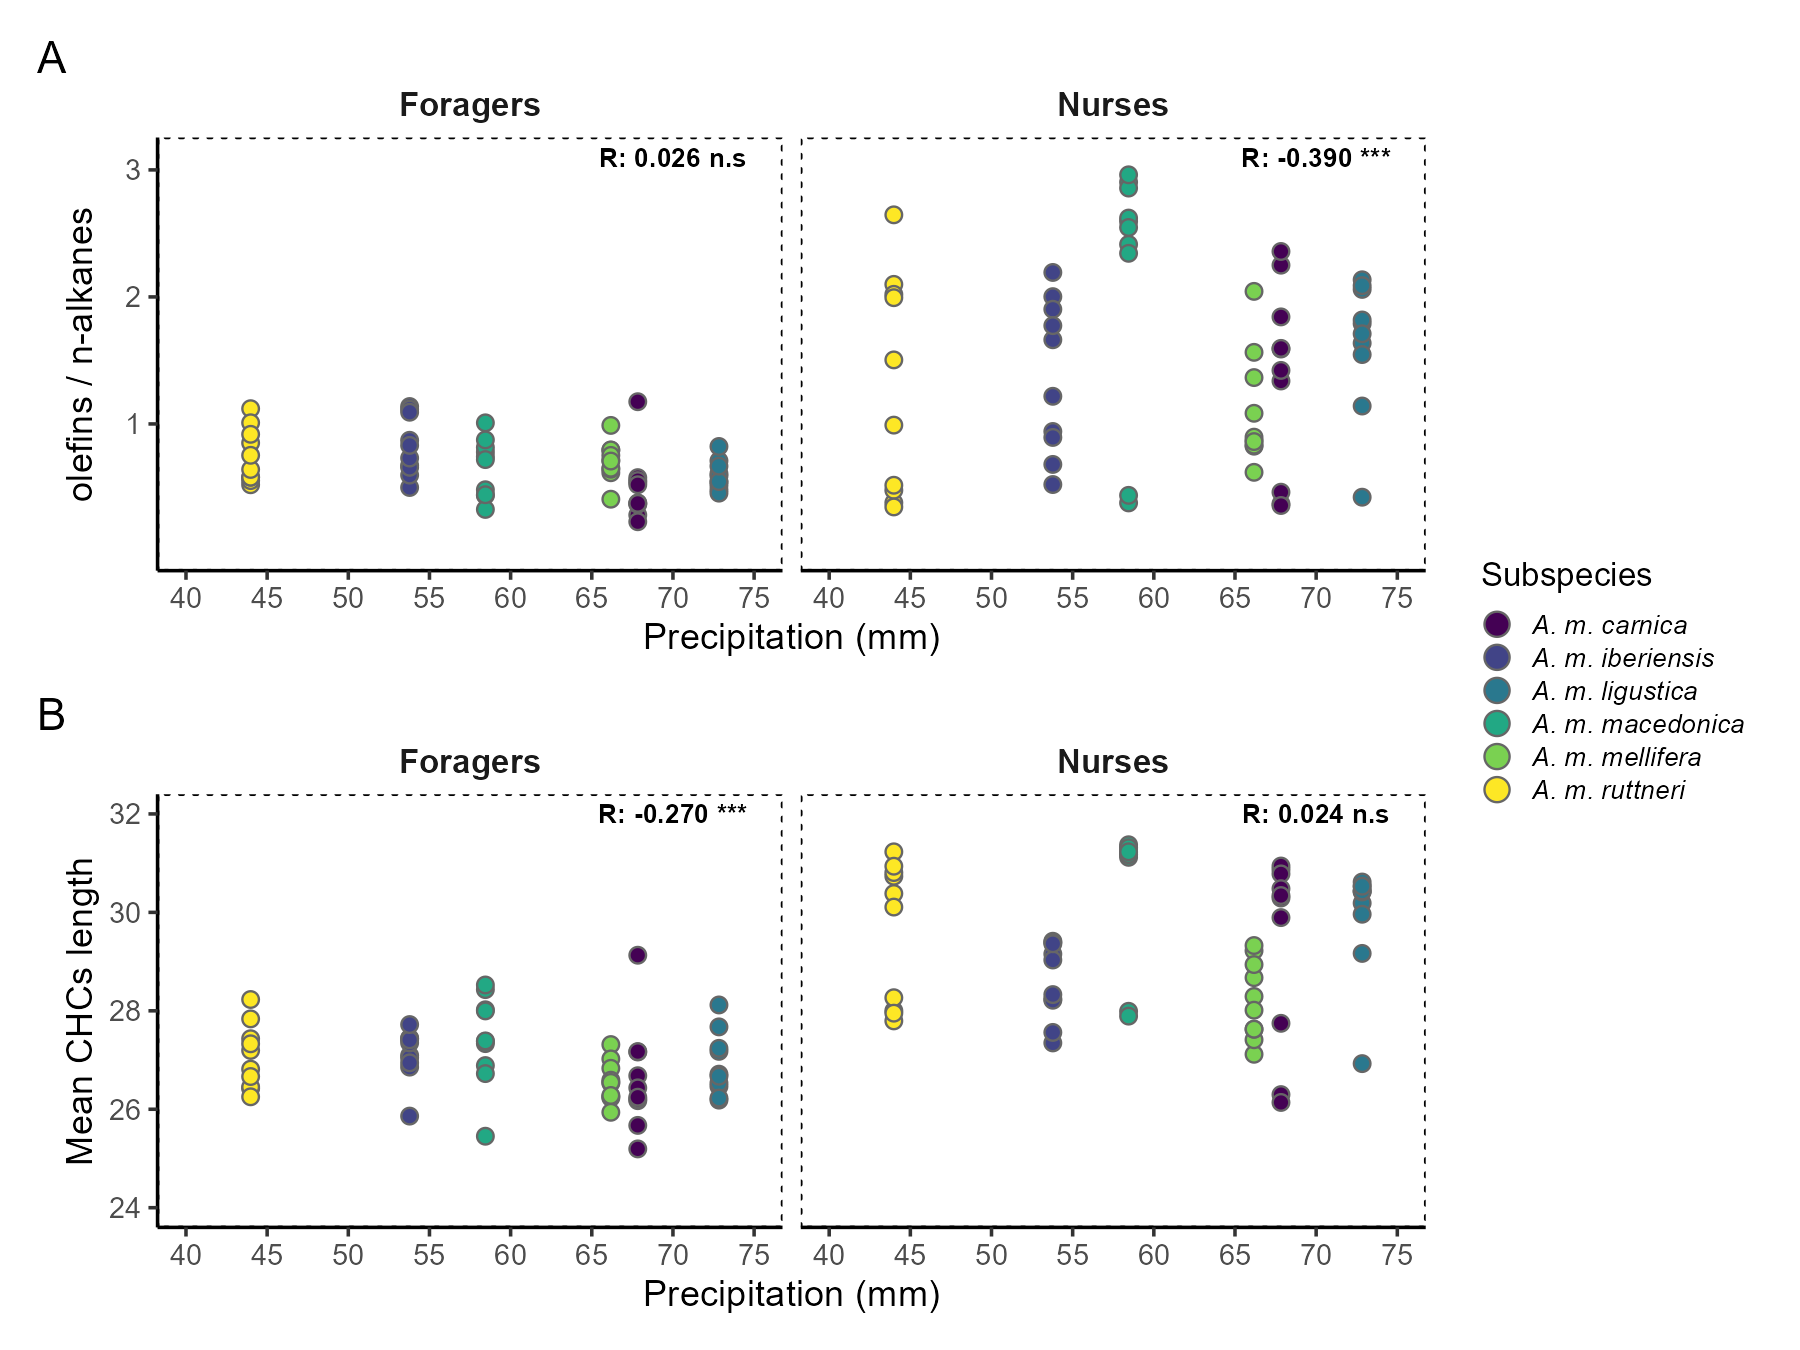 A
Foragers
Nurses
R: 0.026 n.s
R: -0.390 ***
olefins / n-alkanes
3
2
1
40 45 50 55 60 65 70 75
40 45 50 55 60 65 70 75
Precipitation (mm)
Subspecies
A. m. carnica
A. m. iberiensis
A. m. ligustica
A. m. macedonica
A. m. mellifera
A. m. ruttneri
B
Foragers
Nurses
R: -0.270 ***
R: 0.024 n.s
Mean CHCs length
32
30
28
26
24
40 45 50 55 60 65 70 75
40 45 50 55 60 65 70 75
Precipitation (mm)